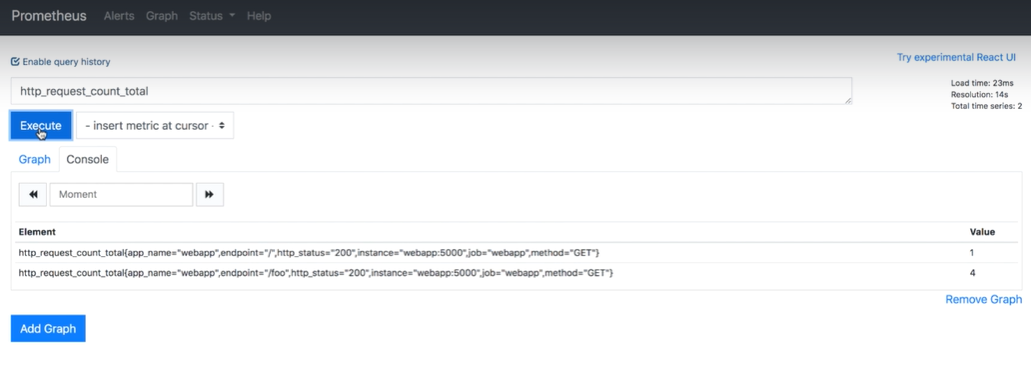 Prometheus Alerts Graph Status Help
Enable query history
Try experimental React UI
http_request_count_total
Load time: 23ms
Resolution: 14s
Total time series: 2
Execute - insert metric at cursor -
Graph Console
Moment
Element Value
http_request_count_total{app_name="webapp",endpoint="/",http_status="200",instance="webapp:5000",job="webapp",method="GET"} 1
http_request_count_total{app_name="webapp",endpoint="/foo",http_status="200",instance="webapp:5000",job="webapp",method="GET"} 4
Remove Graph
Add Graph